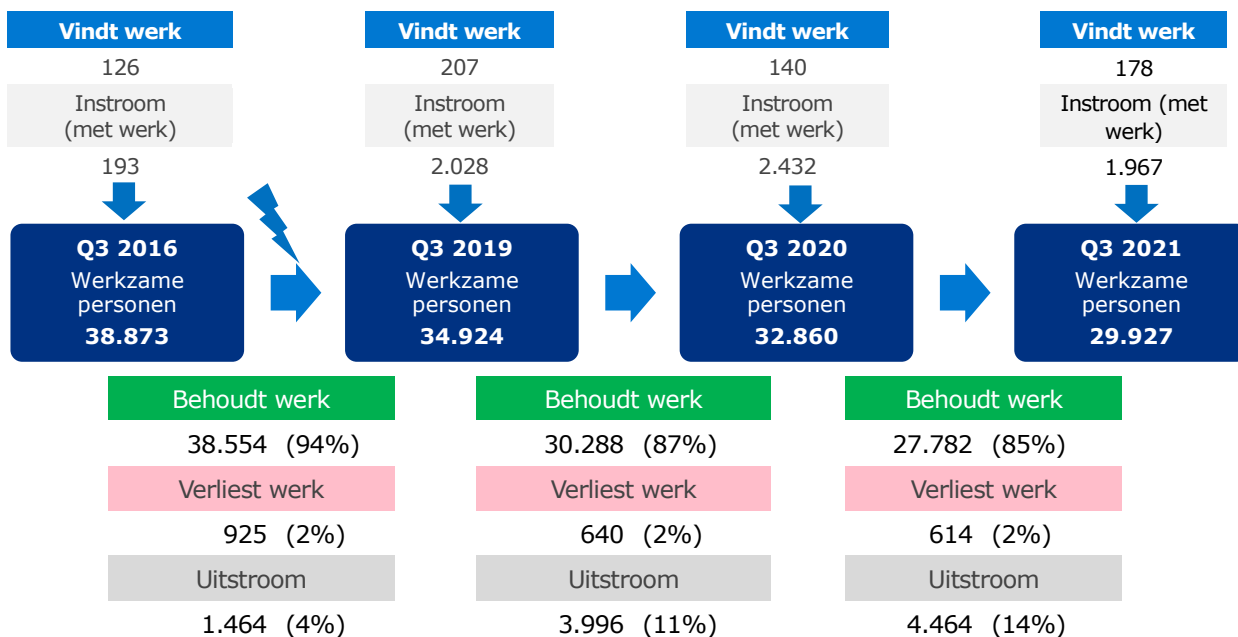 Vindt werk
126
Instroom
(met werk)
193
Vindt werk
207
Instroom
(met werk)
2.028
Vindt werk
140
Instroom
(met werk)
2.432
Vindt werk
178
Instroom (met
werk)
1.967
Q3 2016
Werkzame
personen
38.873
Q3 2019
Werkzame
personen
34.924
Q3 2020
Werkzame
personen
32.860
Q3 2021
Werkzame
personen
29.927
Behoudt werk
38.554 (94%)
Verliest werk
925 (2%)
Uitstroom
1.464 (4%)
Behoudt werk
30.288 (87%)
Verliest werk
640 (2%)
Uitstroom
3.996 (11%)
Behoudt werk
27.782 (85%)
Verliest werk
614 (2%)
Uitstroom
4.464 (14%)